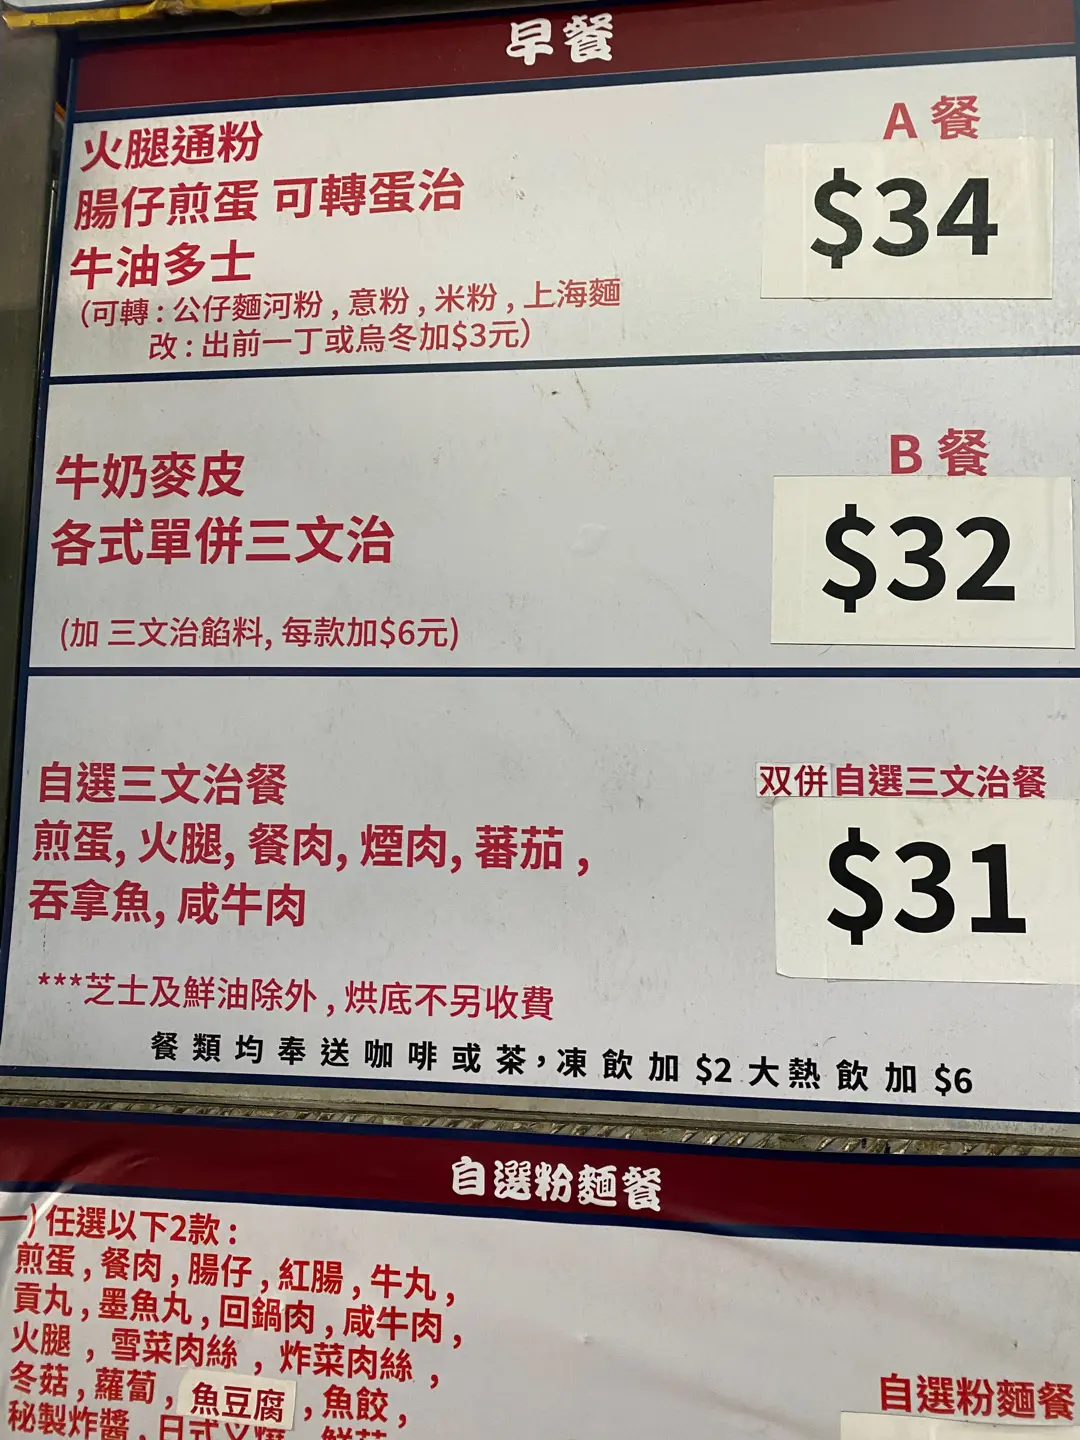 早餐
火腿通粉
腸仔煎蛋 可轉蛋治
牛油多士
(可轉 : 公仔麵河粉 , 意粉 , 米粉 , 上海麵
改 : 出前一丁或烏冬加$3元)
A 餐
$34
牛奶麥皮
各式單併三文治
(加 三文治餡料, 每款加$6元)
B 餐
$32
自選三文治餐
煎蛋, 火腿, 餐肉, 煙肉, 蕃茄 ,
吞拿魚, 咸牛肉
双併自選三文治餐
$31
***芝士及鮮油除外 , 烘底不另收費
餐類均奉送咖啡或茶，凍飲加$2大熱飲加$6
自選粉麵餐
一) 任選以下2款 :
煎蛋 , 餐肉 , 腸仔 , 紅腸 , 牛丸 ,
貢丸 , 墨魚丸 , 回鍋肉 , 咸牛肉 ,
火腿 , 雪菜肉絲 , 炸菜肉絲 ,
冬菇 , 蘿蔔 , 魚豆腐 , 魚餃 ,
秘製炸醬 , 日式叉燒
自選粉麵餐